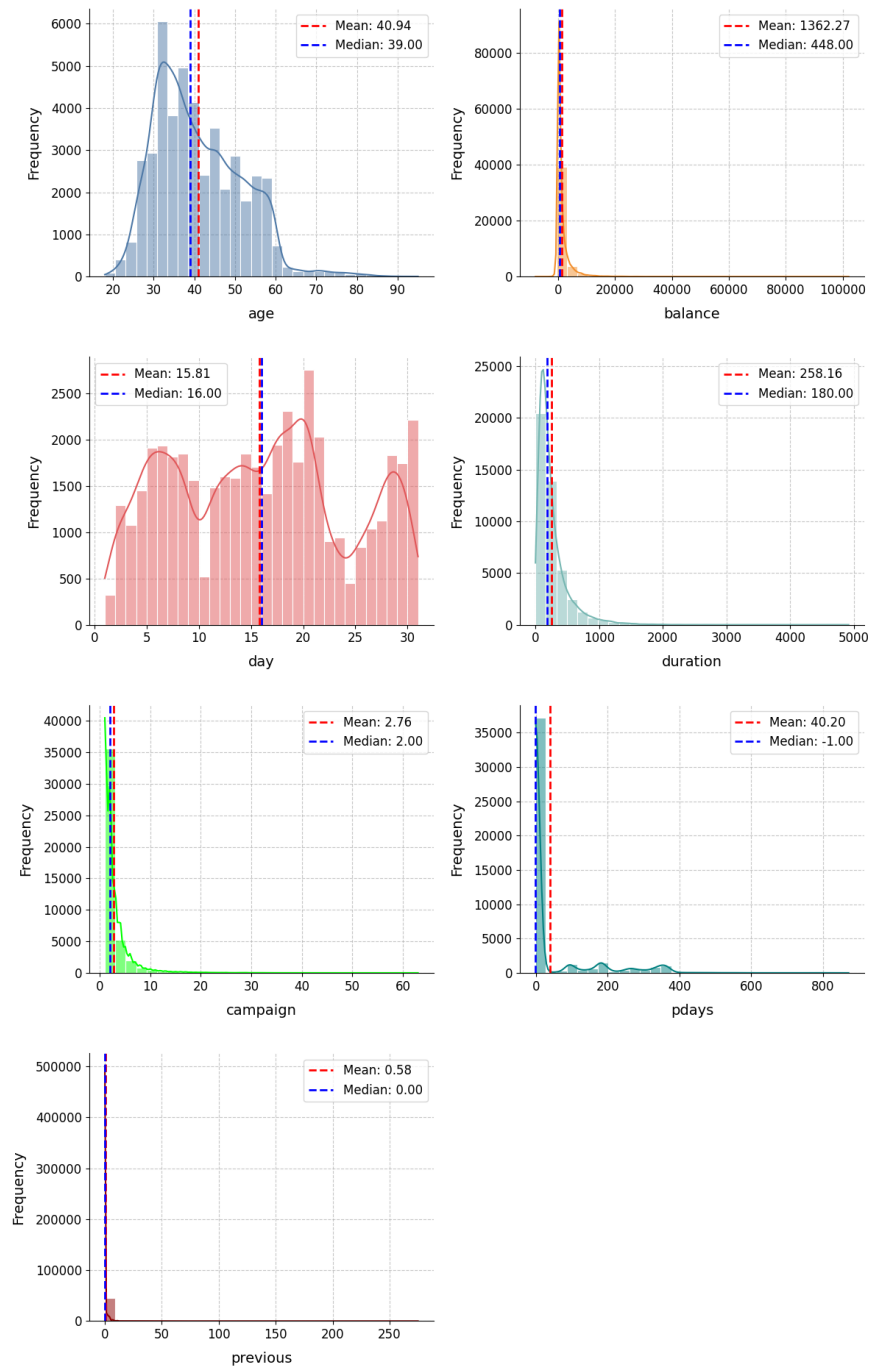 Frequency
6000
5000
4000
3000
2000
1000
0
20 30 40 50 60 70 80 90
age
Mean: 40.94
Median: 39.00
Frequency
80000
60000
40000
20000
0
0 20000 40000 60000 80000 100000
balance
Mean: 1362.27
Median: 448.00
Frequency
2500
2000
1500
1000
500
0
0 5 10 15 20 25 30
day
Mean: 15.81
Median: 16.00
Frequency
25000
20000
15000
10000
5000
0
0 1000 2000 3000 4000 5000
duration
Mean: 258.16
Median: 180.00
Frequency
40000
35000
30000
25000
20000
15000
10000
5000
0
0 10 20 30 40 50 60
campaign
Mean: 2.76
Median: 2.00
Frequency
35000
30000
25000
20000
15000
10000
5000
0
0 200 400 600 800
pdays
Mean: 40.20
Median: -1.00
Frequency
500000
400000
300000
200000
100000
0
0 50 100 150 200 250
previous
Mean: 0.58
Median: 0.00